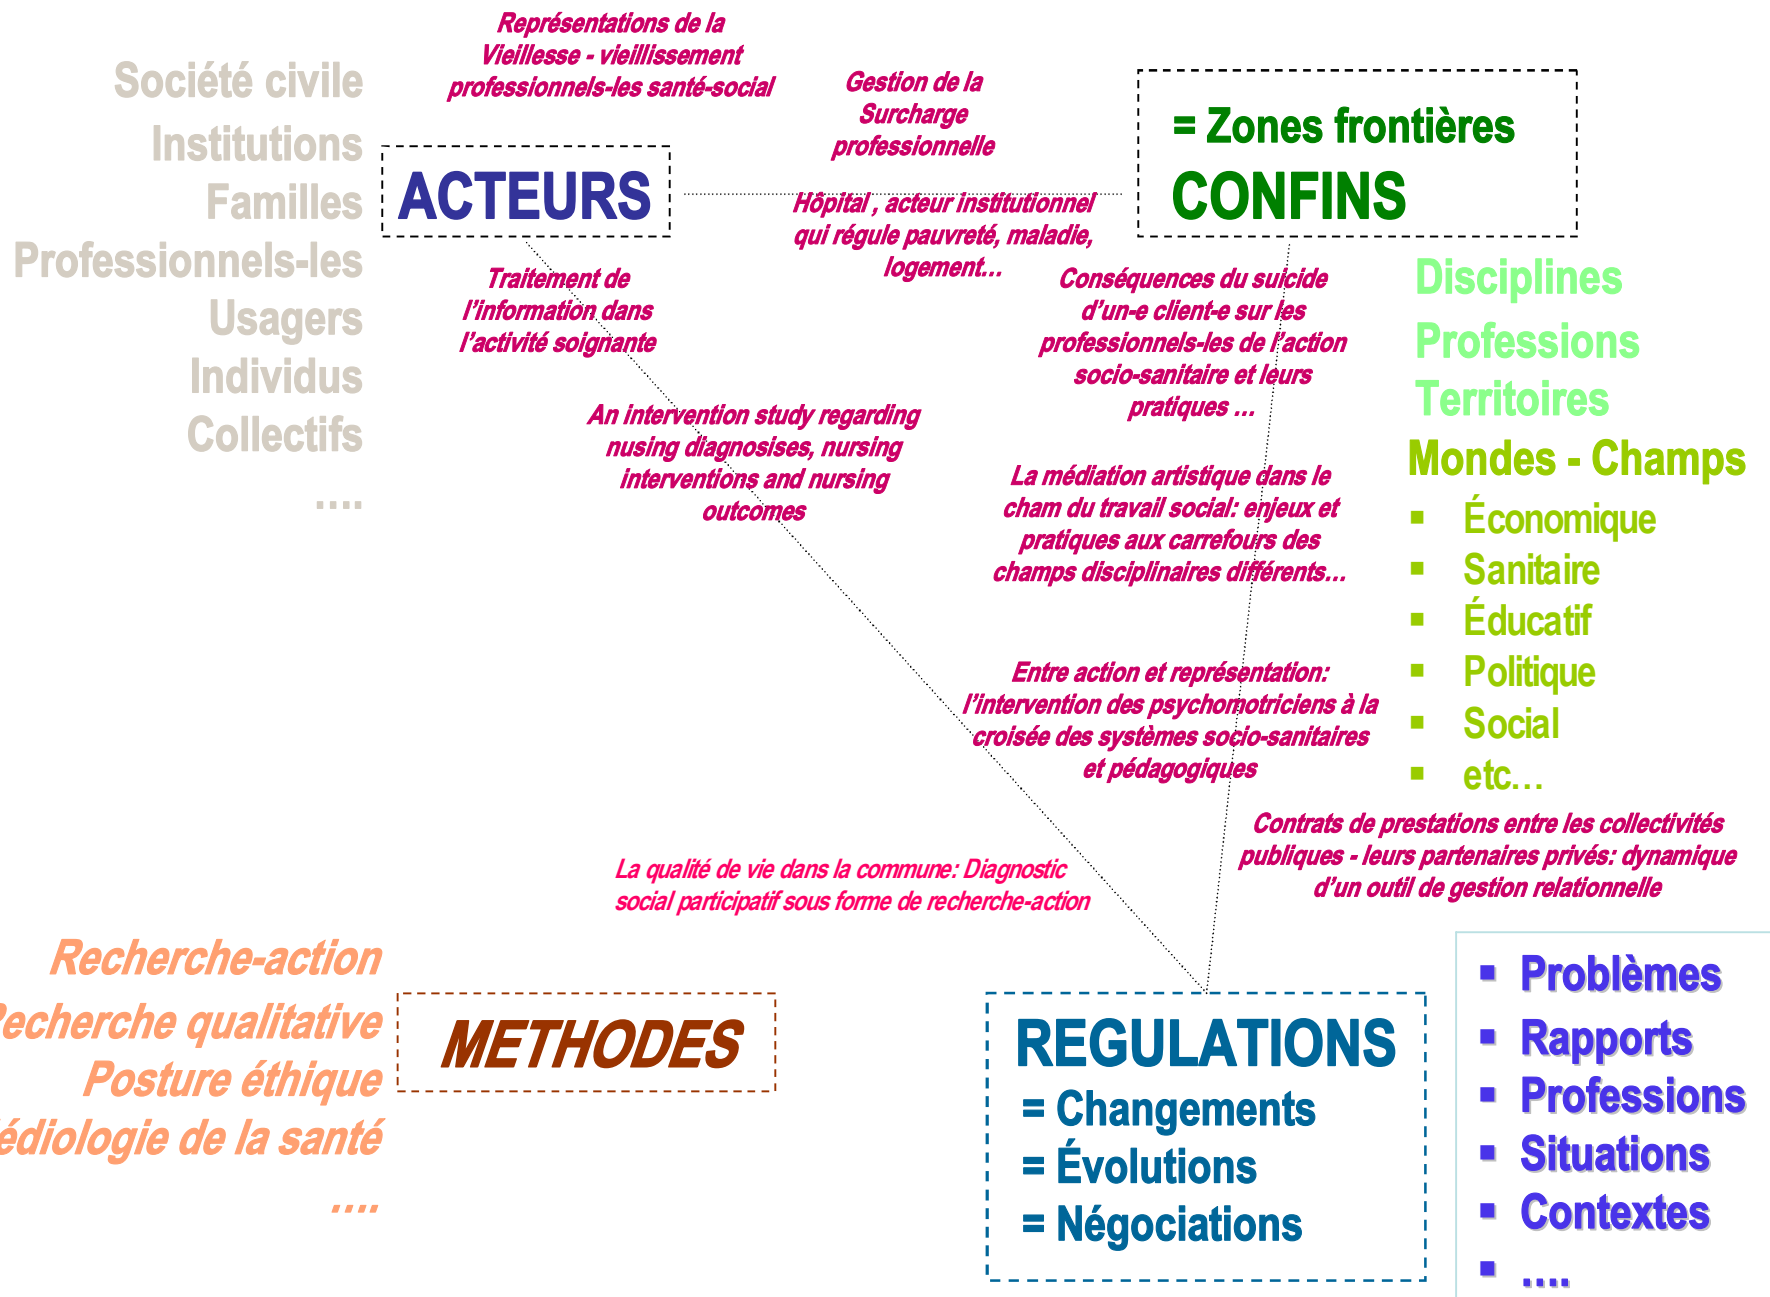 Représentations de la
Vieillesse - vieillissement
professionnels-les santé-social
Gestion de la
Surcharge
professionnelle
Société civile
Institutions
Familles
Professionnels-les
Usagers
Individus
Collectifs
....
ACTEURS
= Zones frontières
CONFINS
Hôpital , acteur institutionnel
qui régule pauvreté, maladie,
logement…
Traitement de
l’information dans
l’activité soignante
Conséquences du suicide
d’un-e client-e sur les
professionnels-les de l’action
socio-sanitaire et leurs
pratiques …
Disciplines
Professions
Territoires
Mondes - Champs
▪ Économique
▪ Sanitaire
▪ Éducatif
▪ Politique
▪ Social
▪ etc…
An intervention study regarding
nusing diagnosises, nursing
interventions and nursing
outcomes
La médiation artistique dans le
cham du travail social: enjeux et
pratiques aux carrefours des
champs disciplinaires différents…
Entre action et représentation:
l’intervention des psychomotriciens à la
croisée des systèmes socio-sanitaires
et pédagogiques
Contrats de prestations entre les collectivités
publiques - leurs partenaires privés: dynamique
d’un outil de gestion relationnelle
La qualité de vie dans la commune: Diagnostic
social participatif sous forme de recherche-action
Recherche-action
Recherche qualitative
Posture éthique
édiologie de la santé
....
METHODES
REGULATIONS
= Changements
= Évolutions
= Négociations
▪ Problèmes
▪ Rapports
▪ Professions
▪ Situations
▪ Contextes
▪ ....